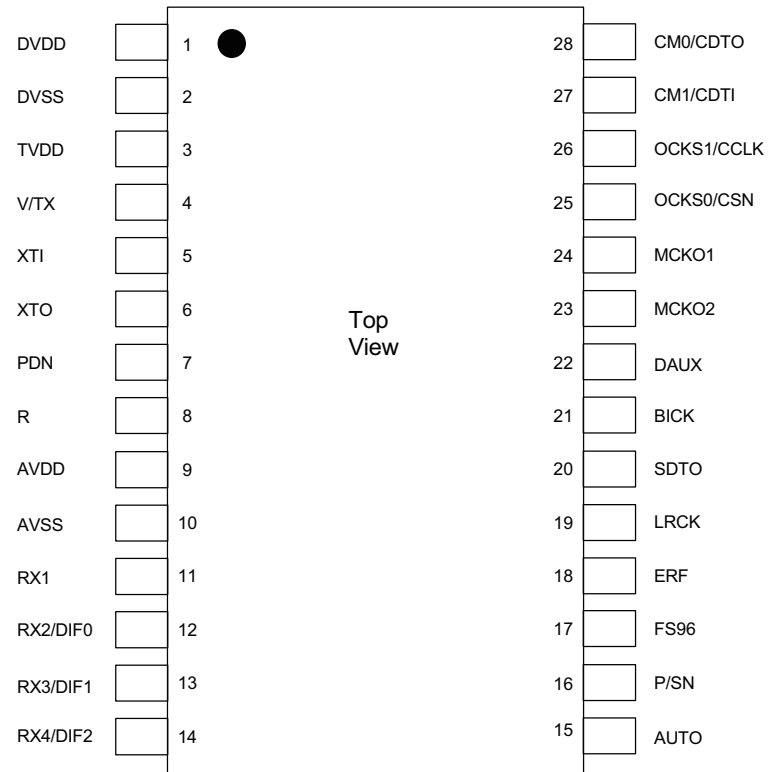 DVDD 1 28 CM0/CDTO
DVSS 2 27 CM1/CDTI
TVDD 3 26 OCKS1/CCLK
V/TX 4 25 OCKS0/CSN
XTI 5 24 MCKO1
XTO 6 23 MCKO2
Top
View
PDN 7 22 DAUX
R 8 21 BICK
AVDD 9 20 SDTO
AVSS 10 19 LRCK
RX1 11 18 ERF
RX2/DIF0 12 17 FS96
RX3/DIF1 13 16 P/SN
RX4/DIF2 14 15 AUTO